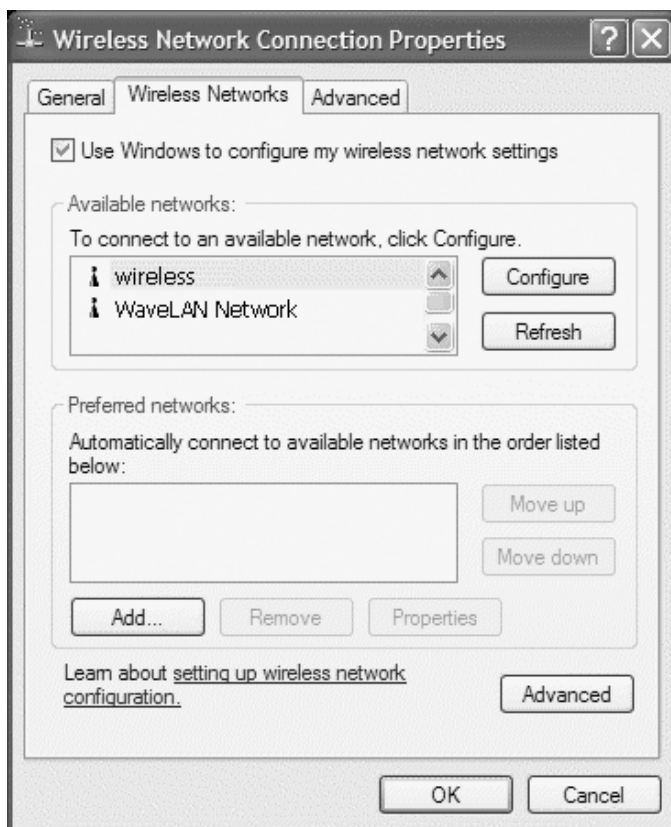 Wireless Network Connection Properties
General Wireless Networks Advanced
Use Windows to configure my wireless network settings
Available networks:
To connect to an available network, click Configure.
wireless
WaveLAN Network
Configure
Refresh
Preferred networks:
Automatically connect to available networks in the order listed
below:
Move up
Move down
Add... Remove Properties
Learn about setting up wireless network
configuration.
Advanced
OK Cancel